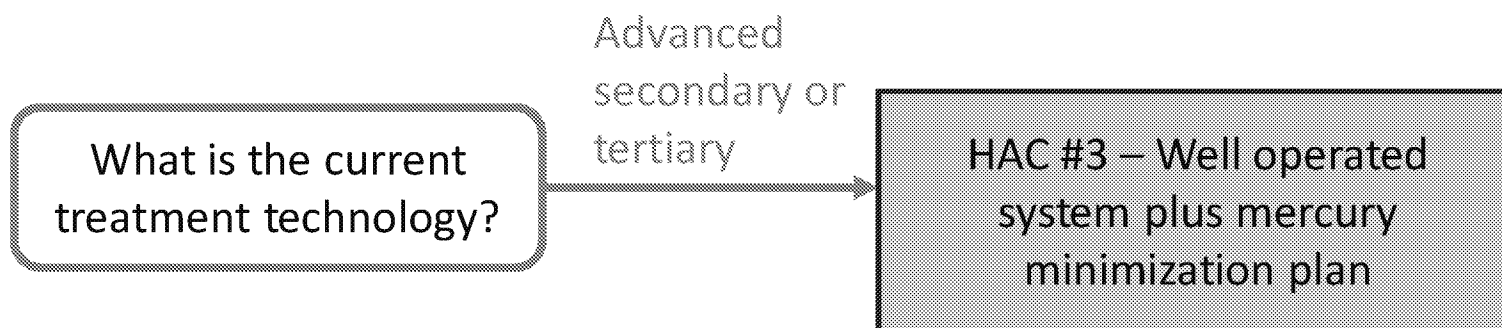 What is the current
treatment technology?
Advanced
secondary or
tertiary
HAC #3 – Well operated
system plus mercury
minimization plan